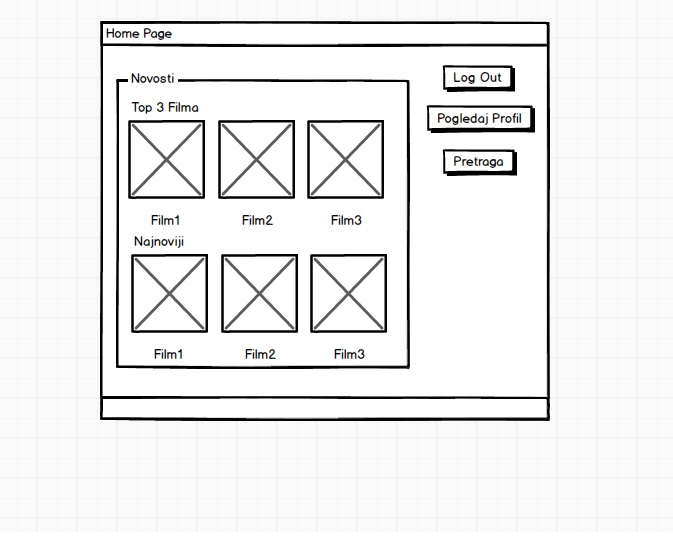 Home Page
Novosti
Log Out
Top 3 Filma
Pogledaj Profil
Pretraga
Film1 Film2 Film3
Najnoviji
Film1 Film2 Film3